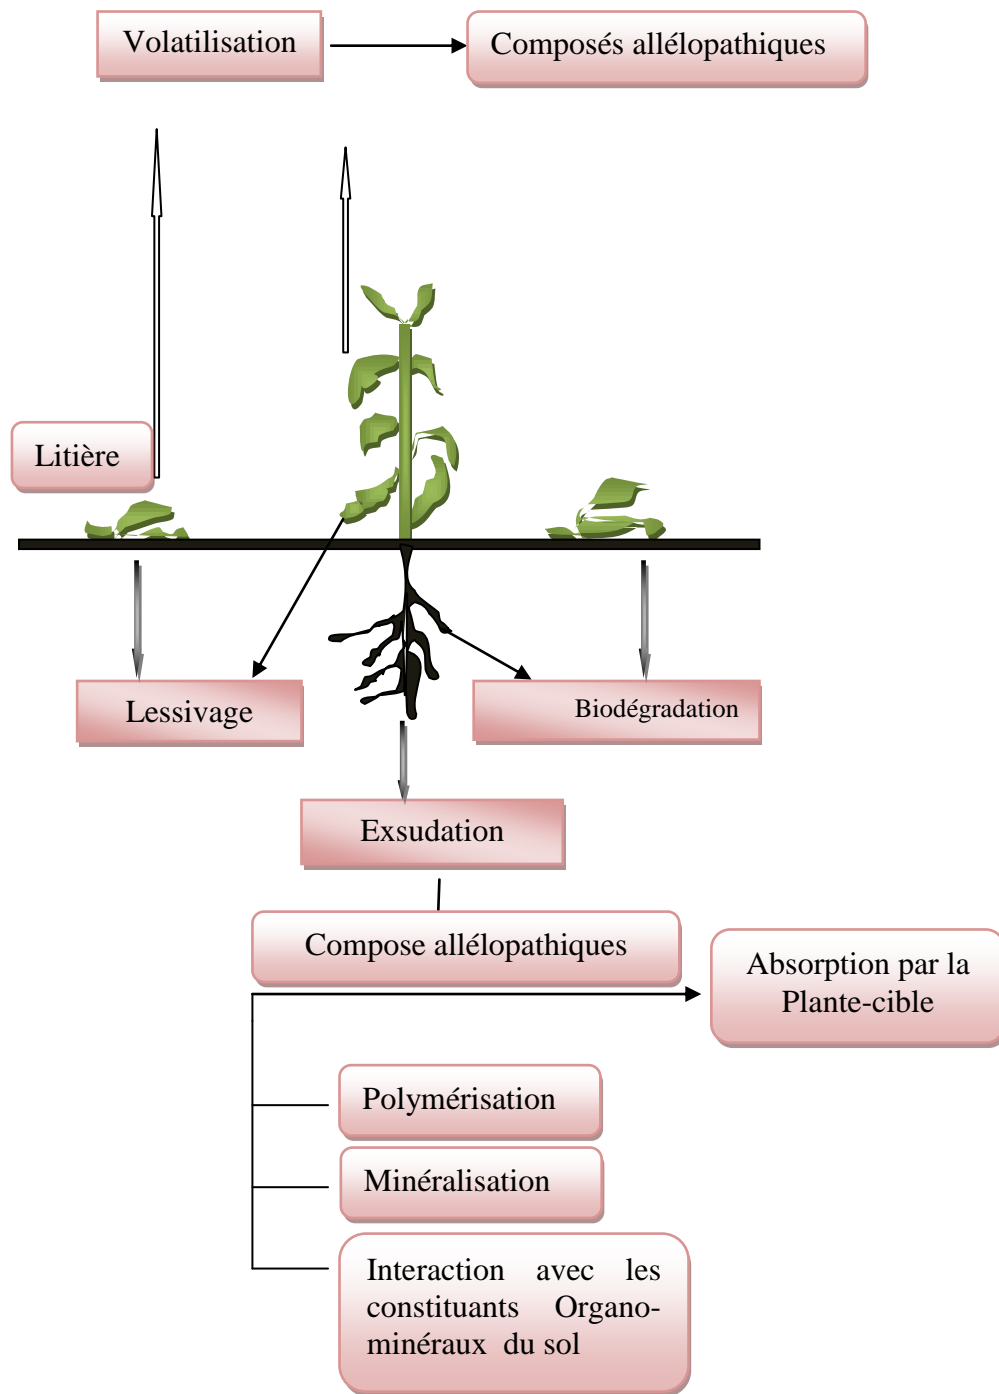 Volatilisation
Composés allélopathiques
Litière
Lessivage
Biodégradation
Exsudation
Compose allélopathiques
Absorption par la
Plante-cible
Polymérisation
Minéralisation
Interaction avec les
constituants Organo-
minéraux du sol